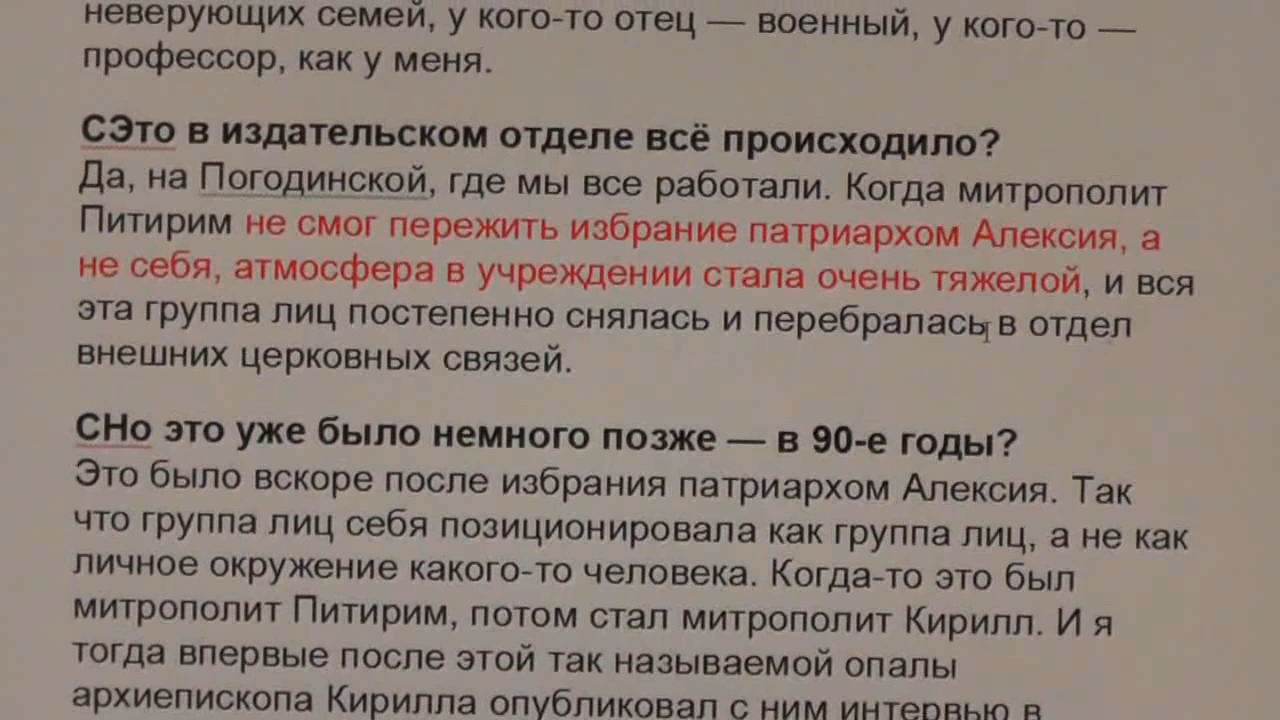 неверующих семей, у кого-то отец — военный, у кого-то —
профессор, как у меня.
СЭто в издательском отделе всё происходило?
Да, на Погодинской, где мы все работали. Когда митрополит
Питирим не смог пережить избрание патриархом Алексия, а
не себя, атмосфера в учреждении стала очень тяжелой, и вся
эта группа лиц постепенно снялась и перебралась в отдел
внешних церковных связей.
СНо это уже было немного позже — в 90-е годы?
Это было вскоре после избрания патриархом Алексия. Так
что группа лиц себя позиционировала как группа лиц, а не как
личное окружение какого-то человека. Когда-то это был
митрополит Питирим, потом стал митрополит Кирилл. И я
тогда впервые после этой так называемой опалы
архиепископа Кирилла опубликовал с ним интервью в